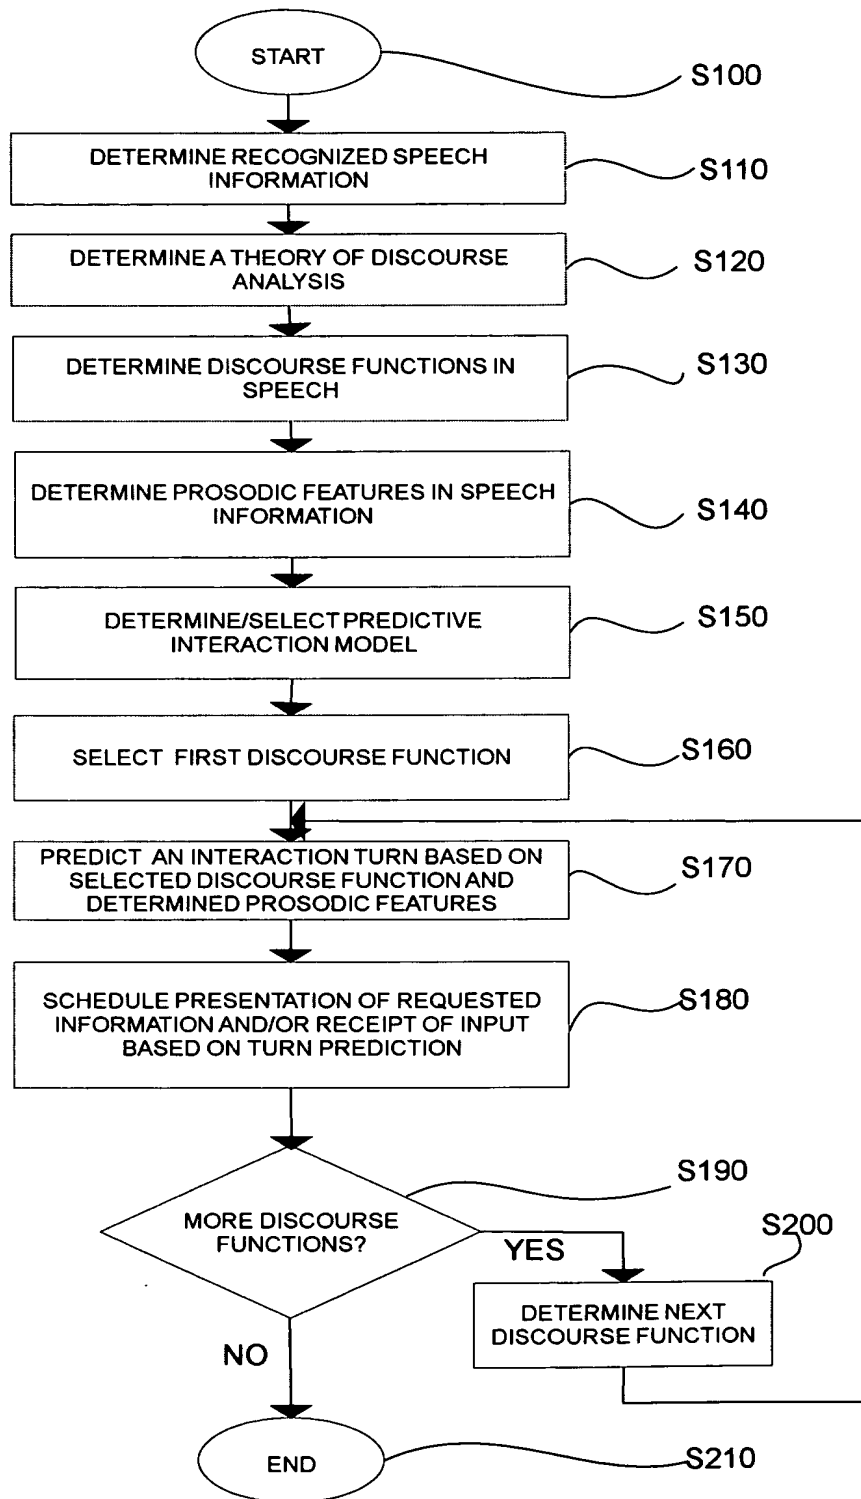 START
S100
DETERMINE RECOGNIZED SPEECH
INFORMATION
S110
DETERMINE A THEORY OF DISCOURSE
ANALYSIS
S120
DETERMINE DISCOURSE FUNCTIONS IN
SPEECH
S130
DETERMINE PROSODIC FEATURES IN SPEECH
INFORMATION
S140
DETERMINE/SELECT PREDICTIVE
INTERACTION MODEL
S150
SELECT FIRST DISCOURSE FUNCTION
S160
PREDICT AN INTERACTION TURN BASED ON
SELECTED DISCOURSE FUNCTION AND
DETERMINED PROSODIC FEATURES
S170
SCHEDULE PRESENTATION OF REQUESTED
INFORMATION AND/OR RECEIPT OF INPUT
BASED ON TURN PREDICTION
S180
MORE DISCOURSE
FUNCTIONS?
S190
YES
S200
DETERMINE NEXT
DISCOURSE FUNCTION
NO
END
S210